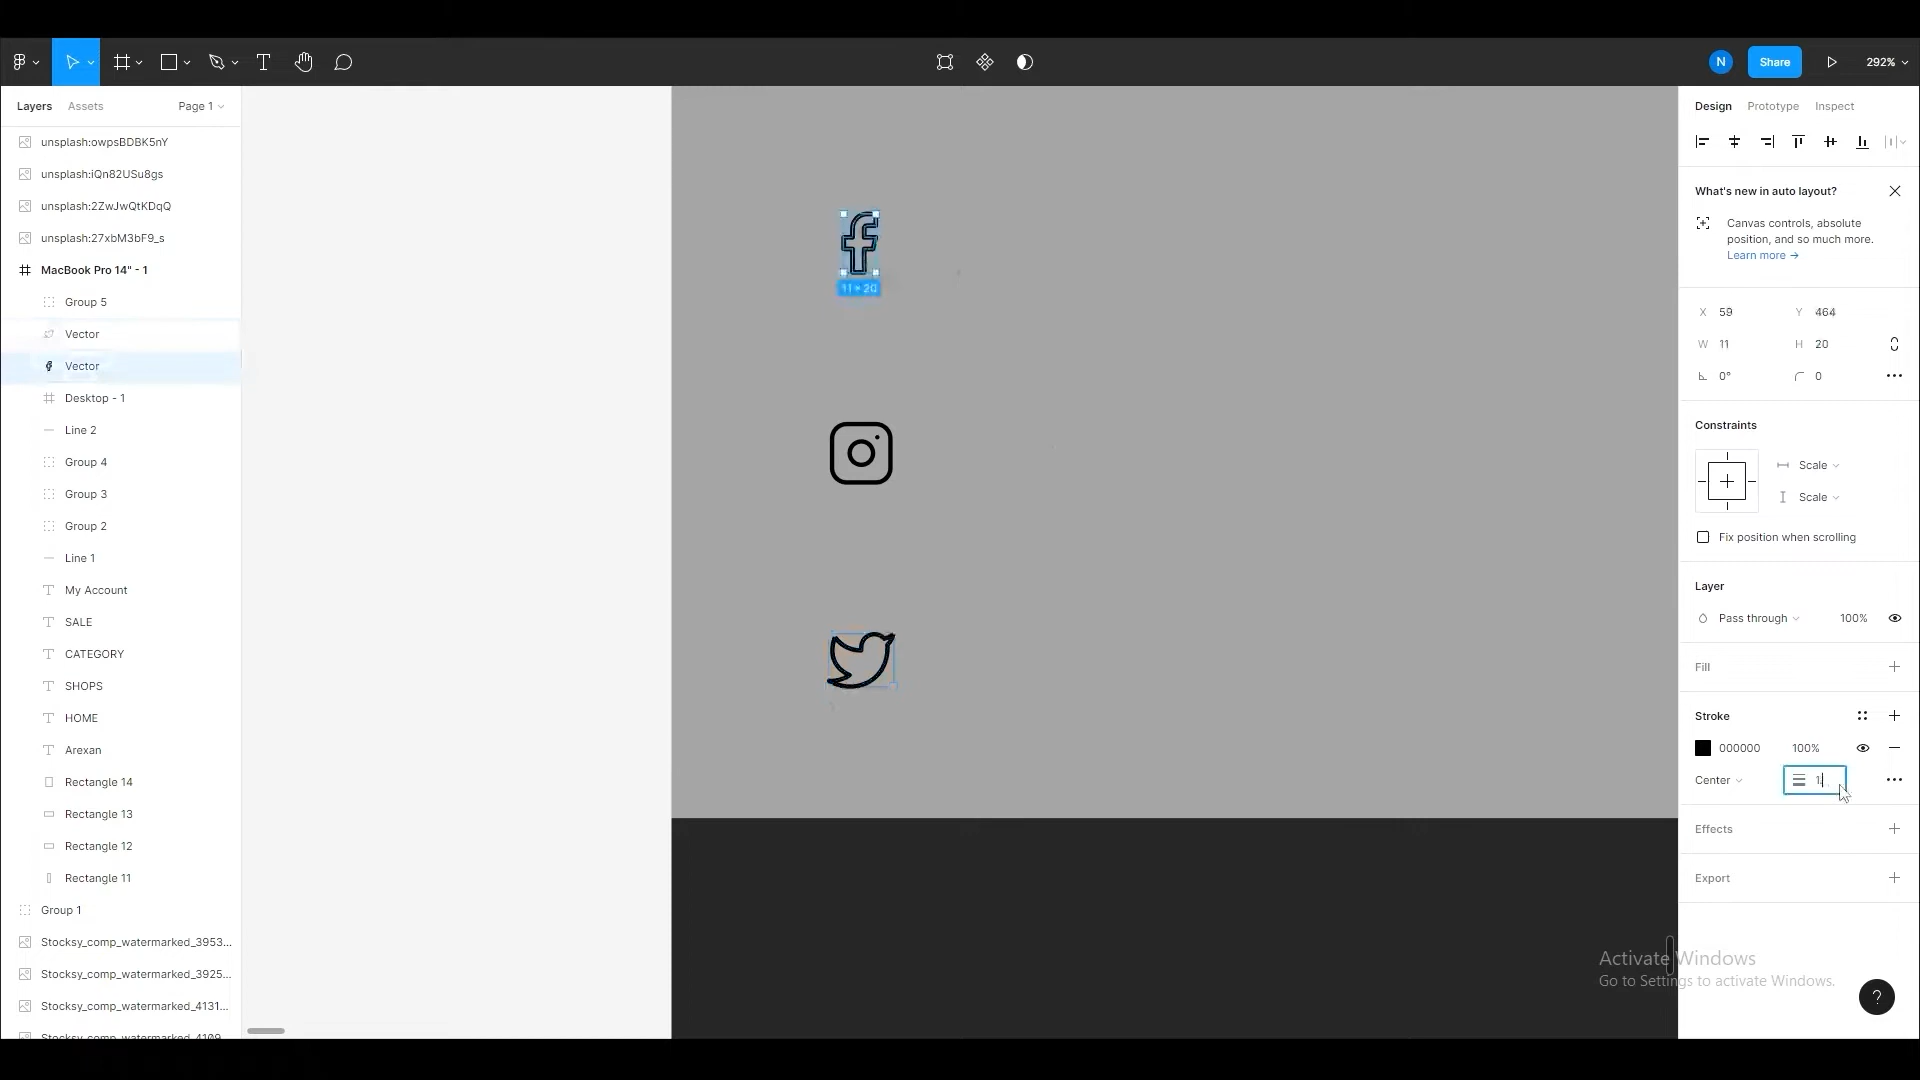 N
Share
292%
Layers
Assets
Page 1
unsplash:owpsBDBK5nY
unsplash:iQn82USu8gs
unsplash:2ZwJwQtKDqQ
unsplash:27xbM3bF9_s
MacBook Pro 14" - 1
Group 5
Vector
Vector
Desktop - 1
Line 2
Group 4
Group 3
Group 2
Line 1
My Account
SALE
CATEGORY
SHOPS
HOME
Arexan
Rectangle 14
Rectangle 13
Rectangle 12
Rectangle 11
Group 1
Stocksy_comp_watermarked_3953...
Stocksy_comp_watermarked_3925...
Stocksy_comp_watermarked_4131...
Stocksy_comp_watermarked_4109
11 × 20
Design
Prototype
Inspect
What's new in auto layout?
Canvas controls, absolute
position, and so much more.
Learn more →
X 59 Y 464
W 11 H 20
0° 0
Constraints
Scale
Scale
Fix position when scrolling
Layer
Pass through 100%
Fill
Stroke
000000 100%
Center
Effects
Export
Activate Windows
Go to Settings to activate Windows.
?